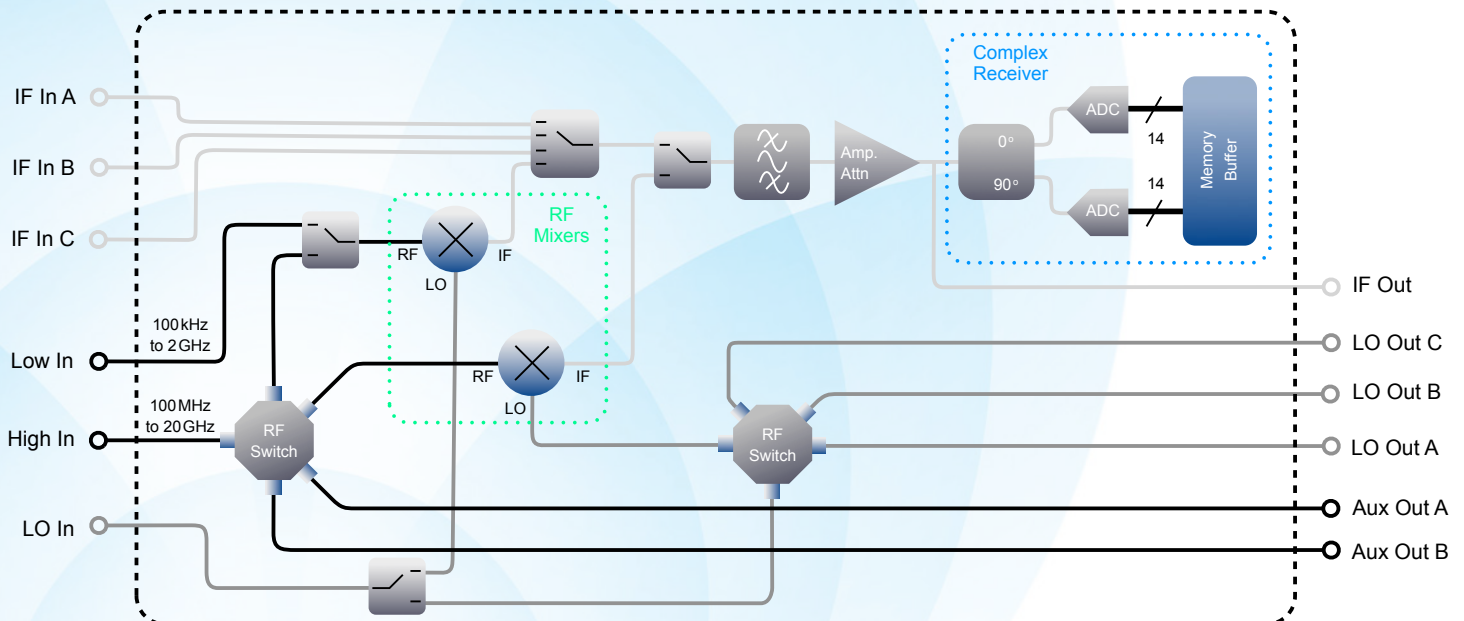 Complex
Receiver
IF In A
IF In B
IF In C
Low In
High In
LO In
100 kHz
to 2 GHz
100 MHz
to 20 GHz
RF
Switch
RF
Mixers
RF
IF
LO
RF
IF
LO
Amp.
Attn
0°
90°
ADC
14
14
ADC
Memory
Buffer
RF
Switch
IF Out
LO Out C
LO Out B
LO Out A
Aux Out A
Aux Out B